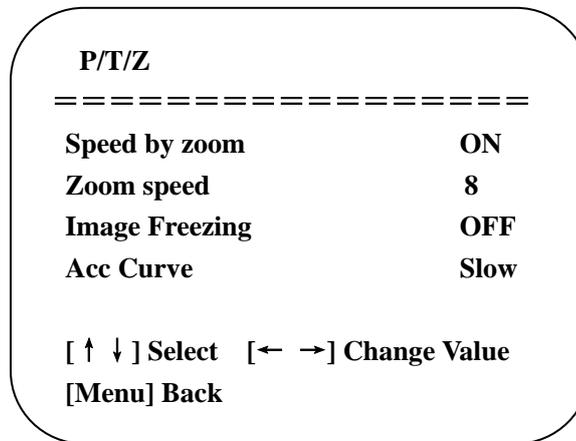 P/T/Z
= = = = = = = = = = = = = = = = =
Speed by zoom ON
Zoom speed 8
Image Freezing OFF
Acc Curve Slow
[ ↑ ↓ ] Select [← →] Change Value
[Menu] Back